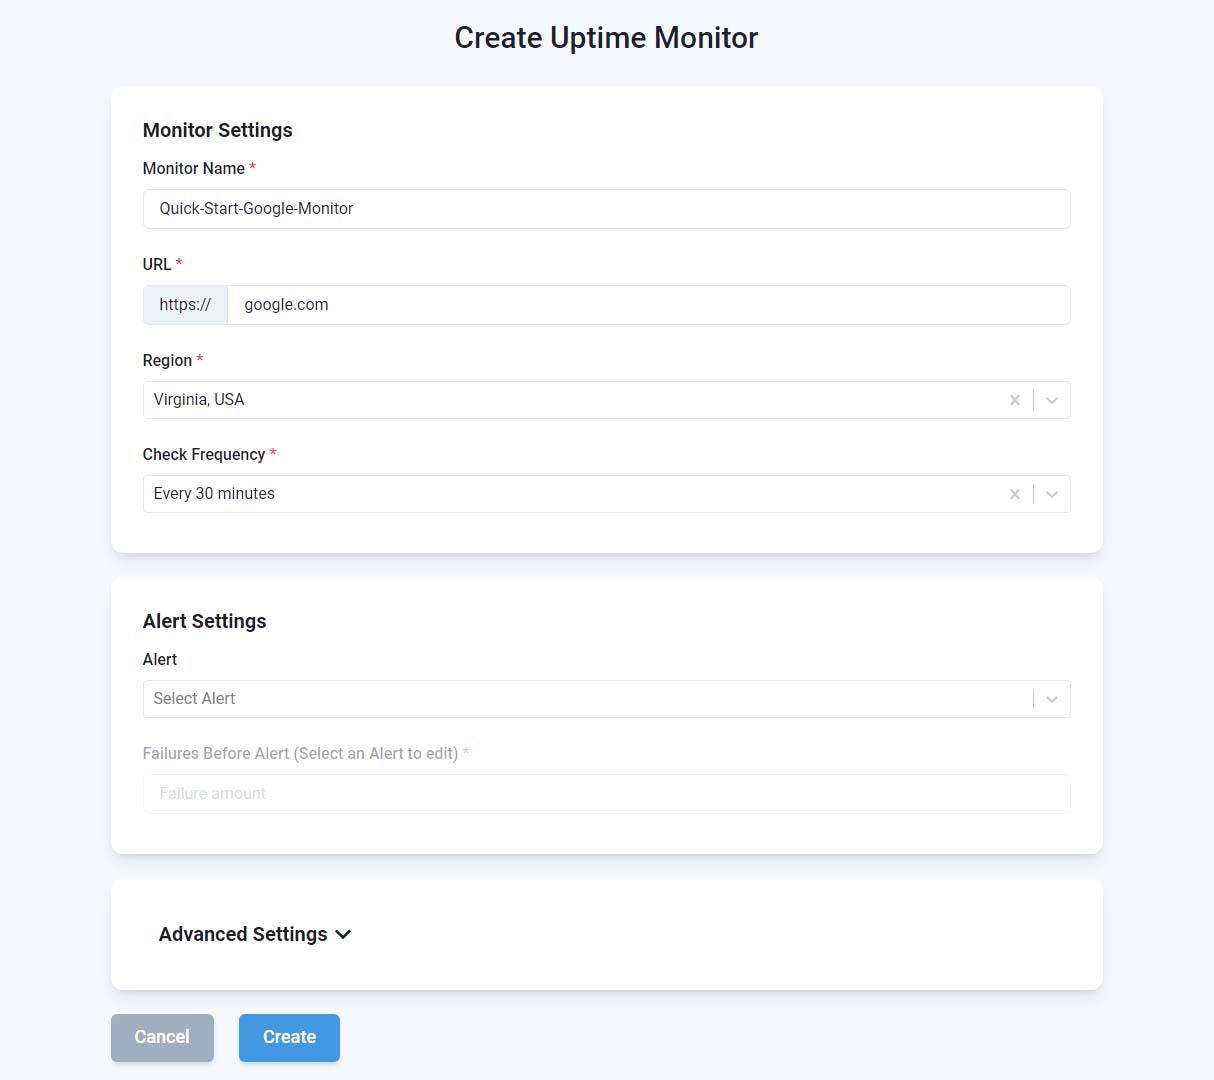 Create Uptime Monitor
Monitor Settings
Monitor Name *
Quick-Start-Google-Monitor
URL *
https:// google.com
Region *
Virginia, USA
Check Frequency *
Every 30 minutes
Alert Settings
Alert
Select Alert
Failures Before Alert (Select an Alert to edit) *
Failure amount
Advanced Settings
Cancel Create